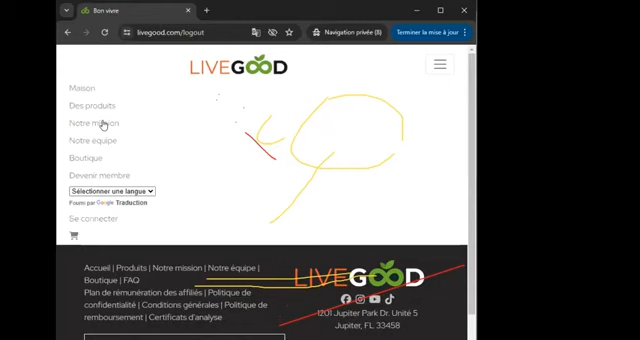 Bon vivre
livegood.com/logout
Navigation privée (8)
Terminer la mise à jour
LIVEGOOD
Maison
Des produits
Notre mission
Notre équipe
Boutique
Devenir membre
Sélectionner une langue
Fourni par Google Traduction
Se connecter
Accueil | Produits | Notre mission | Notre équipe |
Boutique | FAQ
Plan de rémunération des affiliés | Politique de
confidentialité | Conditions générales | Politique de
remboursement | Certificats d'analyse
LIVEGOOD
1201 Jupiter Park Dr. Unité 5
Jupiter, FL 33458